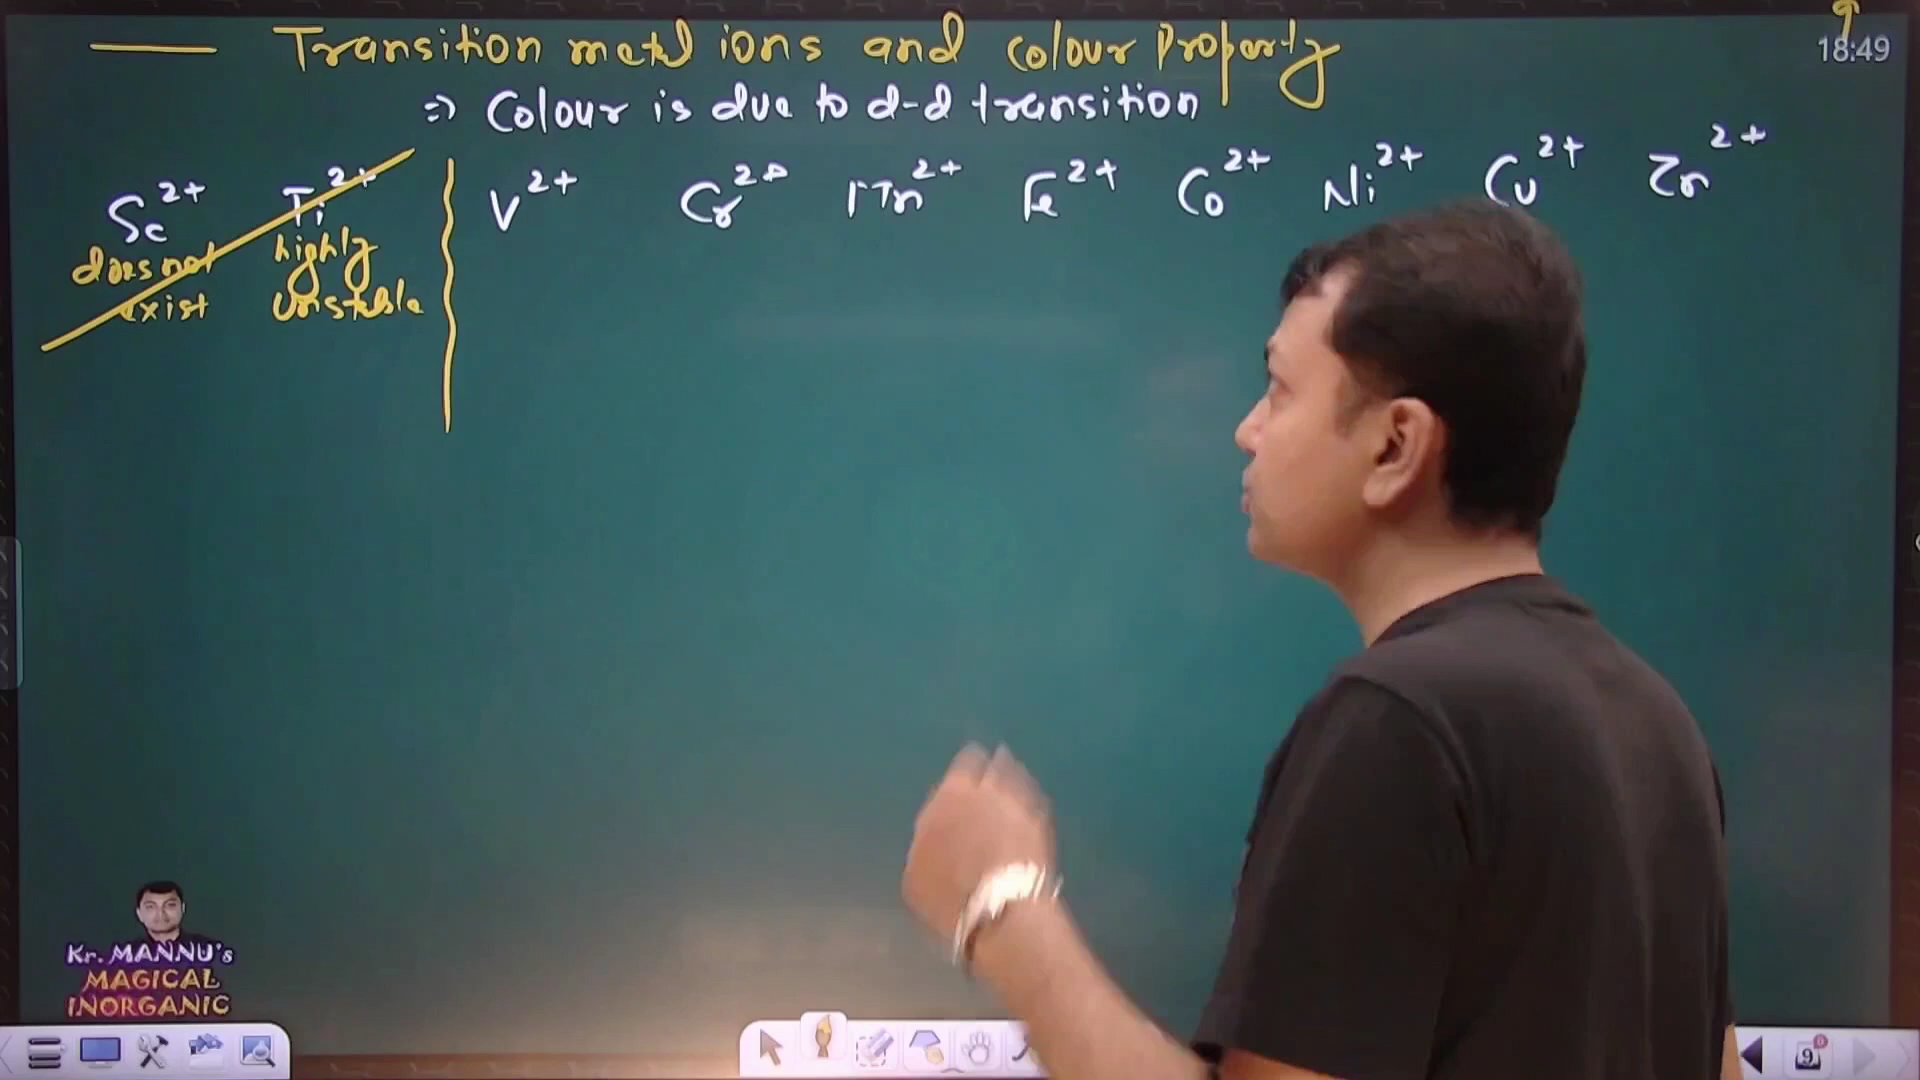 18:49
Transition metal ions and colour Property
=> Colour is due to d-d transition
Sc2+ Ti2+ V2+ Cr2+ Mn2+ Fe2+ Co2+ Ni2+ Cu2+ Zn2+
does not exist
highly unstable
Kr. MANNU's
MAGICAL
INORGANIC
9